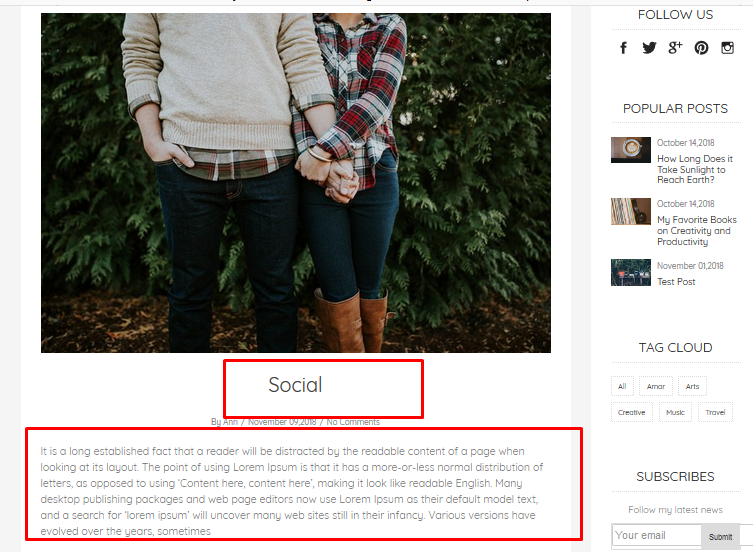 Social
By Ann / November 09,2018 / No Comments
It is a long established fact that a reader will be distracted by the readable content of a page when
looking at its layout. The point of using Lorem Ipsum is that it has a more-or-less normal distribution of
letters, as opposed to using ‘Content here, content here’, making it look like readable English. Many
desktop publishing packages and web page editors now use Lorem Ipsum as their default model text,
and a search for ‘lorem ipsum’ will uncover many web sites still in their infancy. Various versions have
evolved over the years, sometimes
FOLLOW US
POPULAR POSTS
October 14,2018
How Long Does it
Take Sunlight to
Reach Earth?
October 14,2018
My Favorite Books
on Creativity and
Productivity
November 01,2018
Test Post
TAG CLOUD
All Amar Arts
Creative Music Travel
SUBSCRIBES
Follow my latest news
Your email Submit